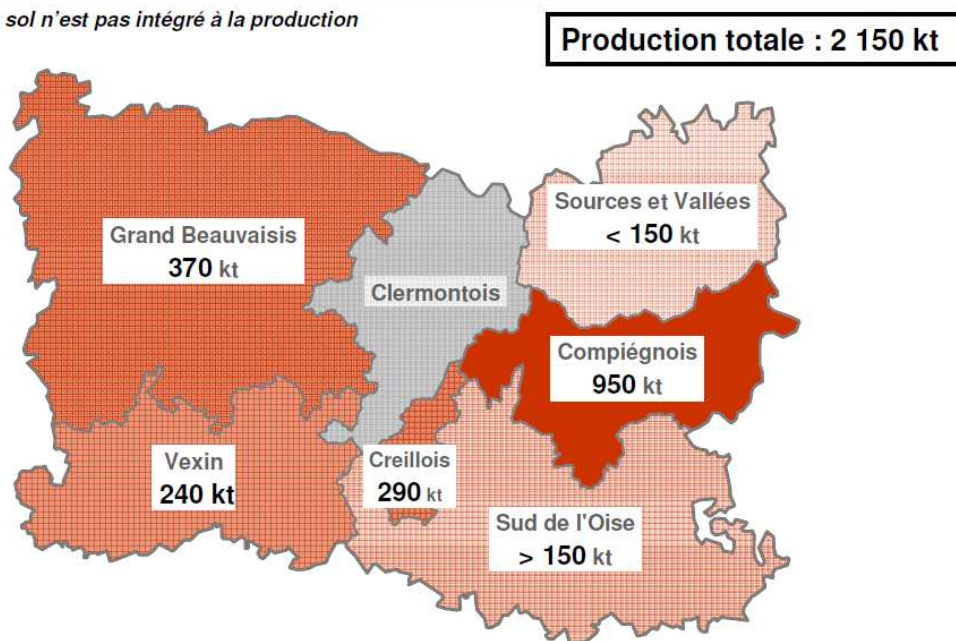 sol n'est pas intégré à la production
Production totale : 2 150 kt
Sources et Vallées
< 150 kt
Grand Beauvaisis
370 kt
Clermontois
Compiégnois
950 kt
Vexin
240 kt
Creillois
290 kt
Sud de l'Oise
> 150 kt